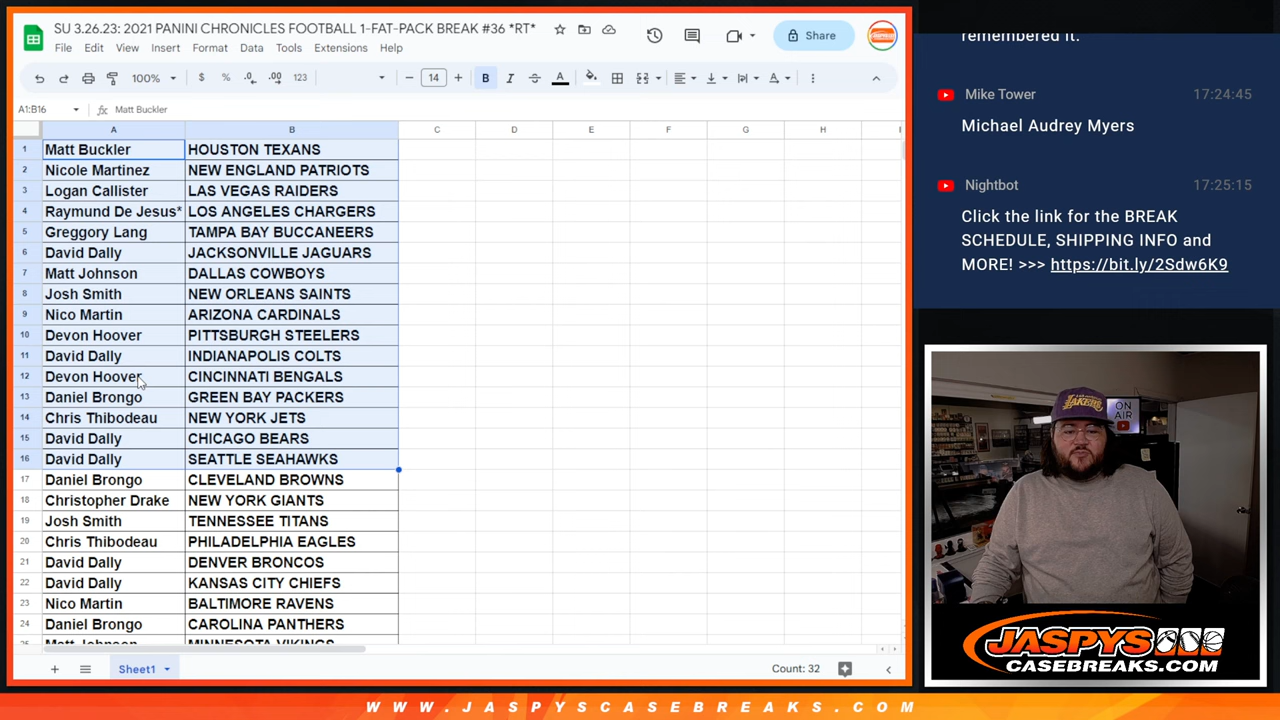 SU 3.26.23: 2021 PANINI CHRONICLES FOOTBALL 1-FAT-PACK BREAK #36 *RT*
File Edit View Insert Format Data Tools Extensions Help
Share
100% $ % .0 .00 123 14 B I A
A1:B16 fx Matt Buckler
A B C D E F G H I
1 Matt Buckler HOUSTON TEXANS
2 Nicole Martinez NEW ENGLAND PATRIOTS
3 Logan Callister LAS VEGAS RAIDERS
4 Raymund De Jesus* LOS ANGELES CHARGERS
5 Greggory Lang TAMPA BAY BUCCANEERS
6 David Dally JACKSONVILLE JAGUARS
7 Matt Johnson DALLAS COWBOYS
8 Josh Smith NEW ORLEANS SAINTS
9 Nico Martin ARIZONA CARDINALS
10 Devon Hoover PITTSBURGH STEELERS
11 David Dally INDIANAPOLIS COLTS
12 Devon Hoover CINCINNATI BENGALS
13 Daniel Brongo GREEN BAY PACKERS
14 Chris Thibodeau NEW YORK JETS
15 David Dally CHICAGO BEARS
16 David Dally SEATTLE SEAHAWKS
17 Daniel Brongo CLEVELAND BROWNS
18 Christopher Drake NEW YORK GIANTS
19 Josh Smith TENNESSEE TITANS
20 Chris Thibodeau PHILADELPHIA EAGLES
21 David Dally DENVER BRONCOS
22 David Dally KANSAS CITY CHIEFS
23 Nico Martin BALTIMORE RAVENS
24 Daniel Brongo CAROLINA PANTHERS
25 Matt Johnson MINNESOTA VIKINGS
Sheet1
Count: 32
remembered it.
Mike Tower 17:24:45
Michael Audrey Myers
Nightbot 17:25:15
Click the link for the BREAK
SCHEDULE, SHIPPING INFO and
MORE! >>> https://bit.ly/2Sdw6K9
LAKERS
ON
AIR
JASPYS
CASEBREAKS.COM
WWW.JASPYSCASEBREAKS.COM